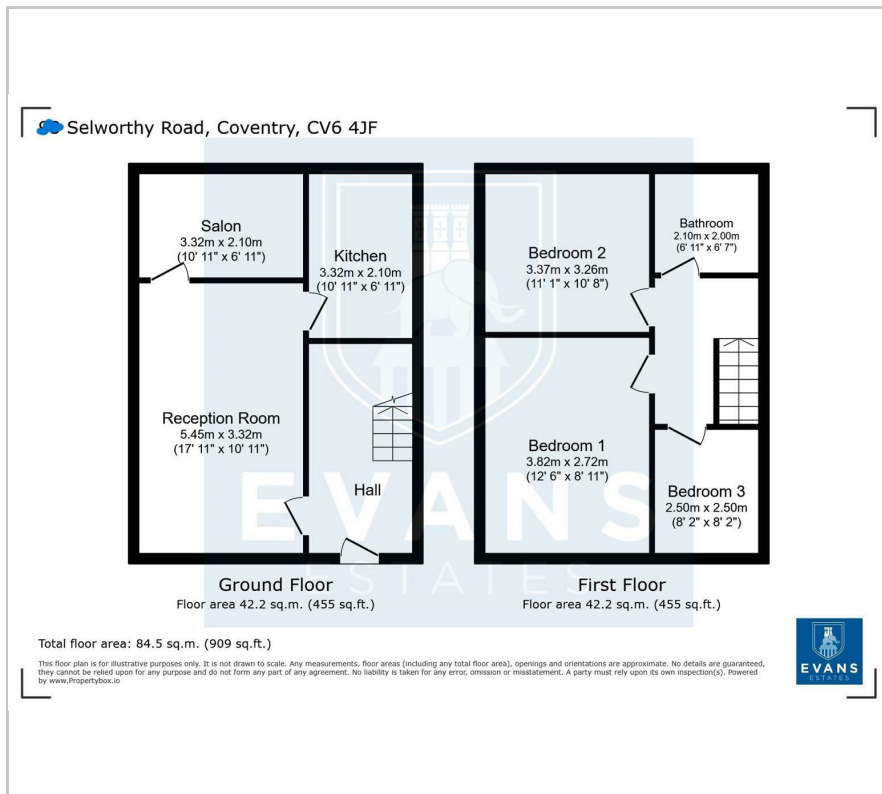 Selworthy Road, Coventry, CV6 4JF
Salon
3.32m x 2.10m
(10' 11" x 6' 11")
Kitchen
3.32m x 2.10m
(10' 11" x 6' 11")
Reception Room
5.45m x 3.32m
(17' 11" x 10' 11")
Hall
Ground Floor
Floor area 42.2 sq.m. (455 sq.ft.)
Bedroom 2
3.37m x 3.26m
(11' 1" x 10' 8")
Bathroom
2.10m x 2.00m
(6' 11" x 6' 7")
Bedroom 1
3.82m x 2.72m
(12' 6" x 8' 11")
Bedroom 3
2.50m x 2.50m
(8' 2" x 8' 2")
First Floor
Floor area 42.2 sq.m. (455 sq.ft.)
EVANS
ESTATES
Total floor area: 84.5 sq.m. (909 sq.ft.)
This floor plan is for illustrative purposes only. It is not drawn to scale. Any measurements, floor areas (including any total floor area), openings and orientations are approximate. No details are guaranteed,
they cannot be relied upon for any purpose and do not form any part of any agreement. No liability is taken for any error, omission or misstatement. A party must rely upon its own inspection(s). Powered
by www.Propertybox.io
EVANS
ESTATES